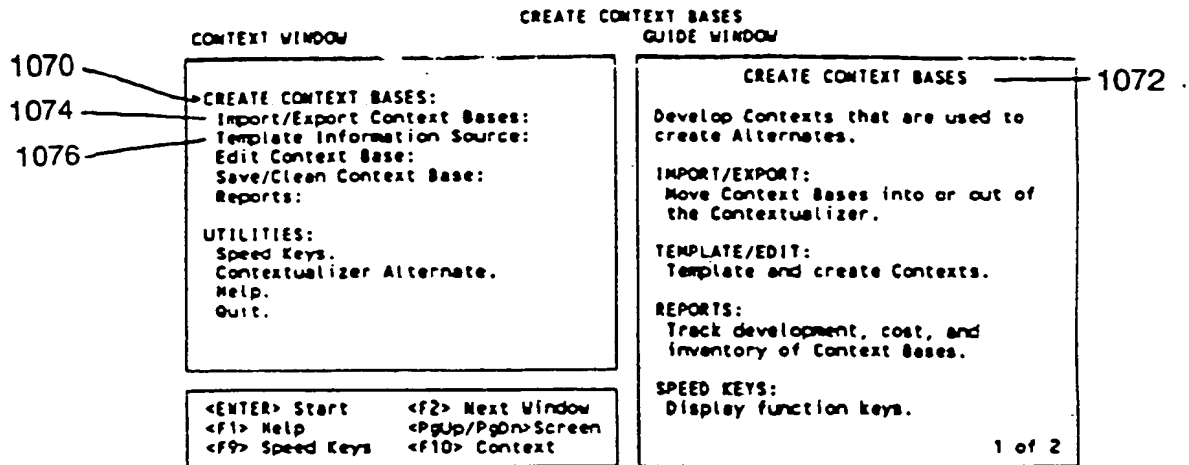 CREATE CONTEXT BASES
CONTEXT WINDOW
GUIDE WINDOW
1070
CREATE CONTEXT BASES:
1074
Import/Export Context Bases:
1076
Template Information Source:
Edit Context Base:
Save/Clean Context Base:
Reports:
UTILITIES:
Speed Keys.
Contextualizer Alternate.
Help.
Quit.
<ENTER> Start <F2> Next Window
<F1> Help <PgUp/PgDn>Screen
<F9> Speed Keys <F10> Context
CREATE CONTEXT BASES
1072
Develop Contexts that are used to
create Alternates.
IMPORT/EXPORT:
Move Context Bases into or out of
the Contextualizer.
TEMPLATE/EDIT:
Template and create Contexts.
REPORTS:
Track development, cost, and
inventory of Context Bases.
SPEED KEYS:
Display function keys.
1 of 2